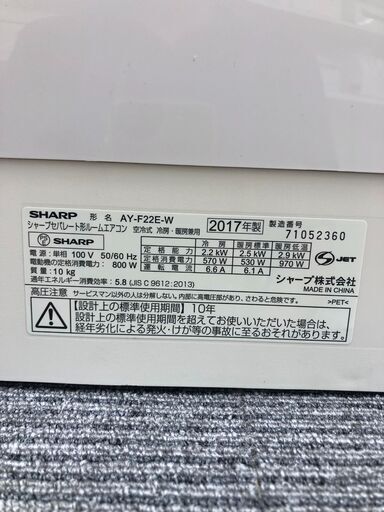 SHARP 形名 AY-F22E-W
シャープセパレート形ルームエアコン 空冷式 冷房・暖房兼用
2017年製
製造番号
71052360
SHARP
電源：単相 100 V 50/60 Hz
電動機の定格消費電力： 800 W
質量：10 kg
冷房 暖房標準 暖房低温
定格能力 2.2 kW 2.5 kW 2.9 kW
定格消費電力 570 W 530 W 970 W
運転電流 6.6 A 6.1 A
通年エネルギー消費効率：5.8 (JIS C 9612:2013)
JET
シャープ株式会社
MADE IN CHINA
高圧注意 サービスマン以外の人は分解しない。内部に高電圧部があり、さわると危険です。
>PET<
【設計上の標準使用期間】10年
設計上の標準使用期間を超えてお使いいただいた場合は、
経年劣化による発火・けが等の事故に至るおそれがあります。